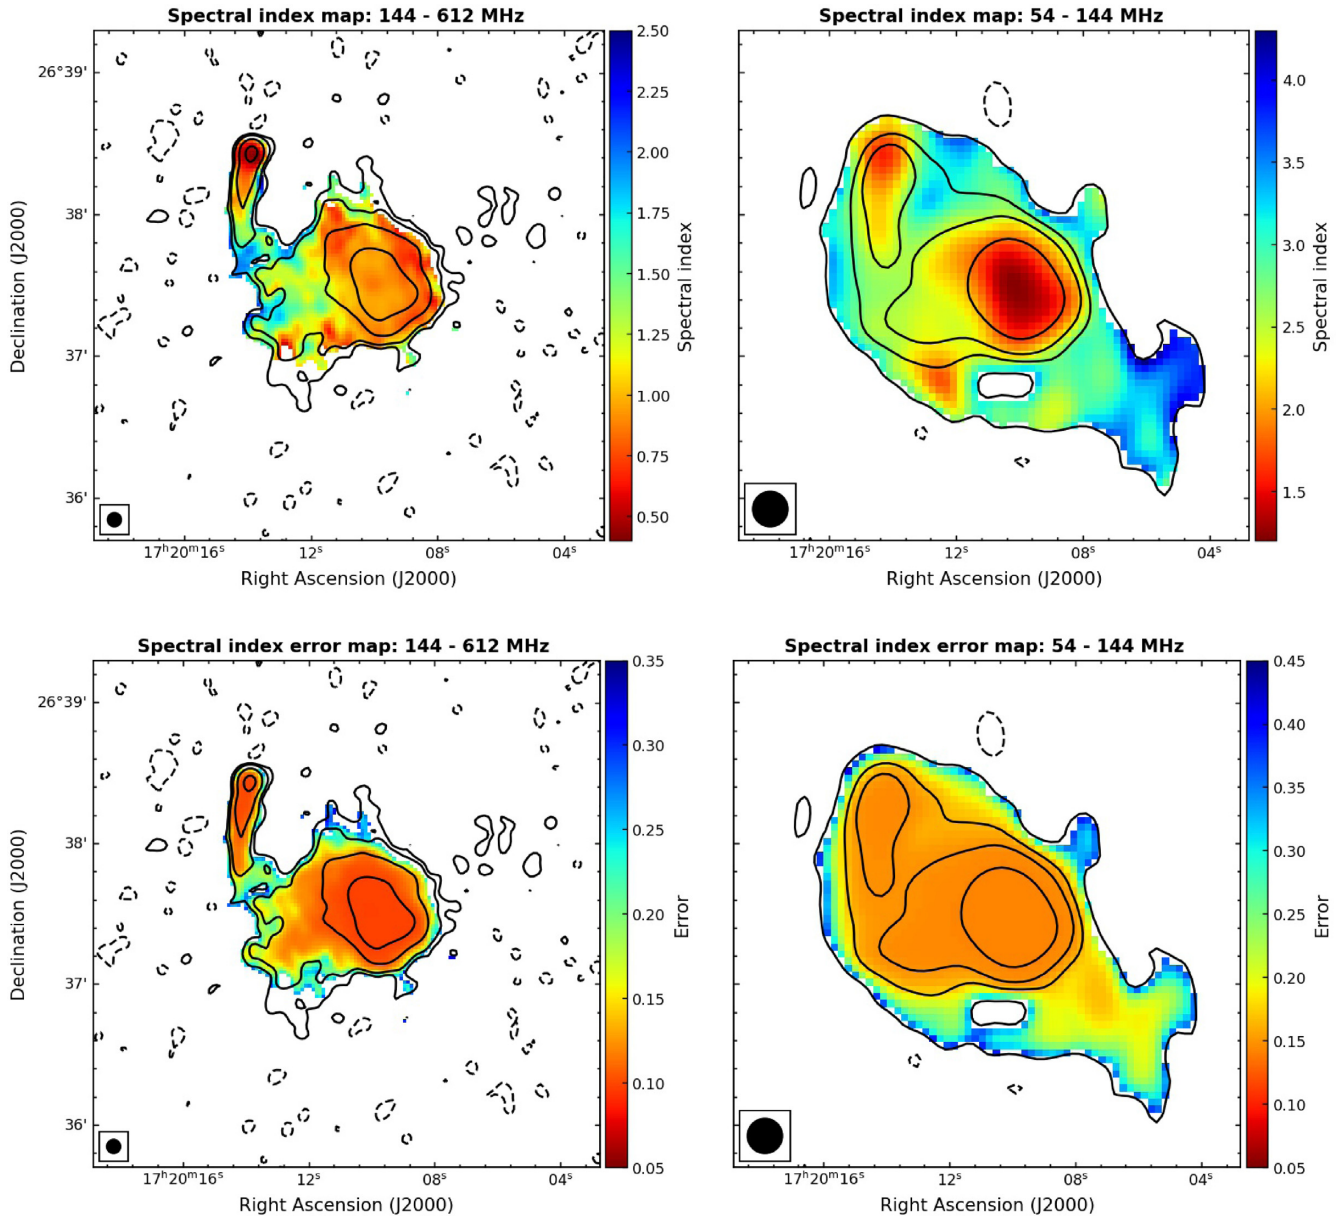 Spectral index map: 144 - 612 MHz
Spectral index map: 54 - 144 MHz
26°39'
38'
37'
36'
Declination (J2000)
17ʰ20ᵐ16ˢ 12ˢ 08ˢ 04ˢ
Right Ascension (J2000)
2.50
2.25
2.00
1.75
1.50
1.25
1.00
0.75
0.50
Spectral index
17ʰ20ᵐ16ˢ 12ˢ 08ˢ 04ˢ
Right Ascension (J2000)
4.0
3.5
3.0
2.5
2.0
1.5
Spectral index
Spectral index error map: 144 - 612 MHz
Spectral index error map: 54 - 144 MHz
26°39'
38'
37'
36'
Declination (J2000)
17ʰ20ᵐ16ˢ 12ˢ 08ˢ 04ˢ
Right Ascension (J2000)
0.35
0.30
0.25
0.20
0.15
0.10
0.05
Error
17ʰ20ᵐ16ˢ 12ˢ 08ˢ 04ˢ
Right Ascension (J2000)
0.45
0.40
0.35
0.30
0.25
0.20
0.15
0.10
0.05
Error